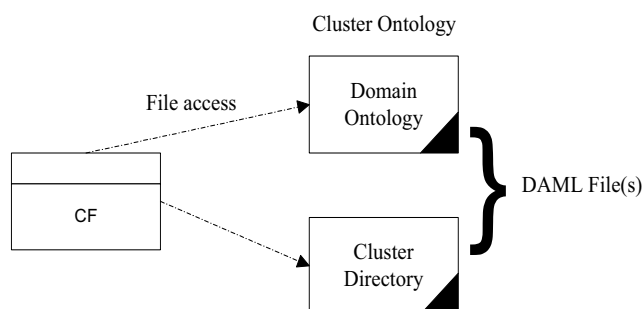 Cluster Ontology
Domain
Ontology
File access
DAML File(s)
CF
Cluster
Directory